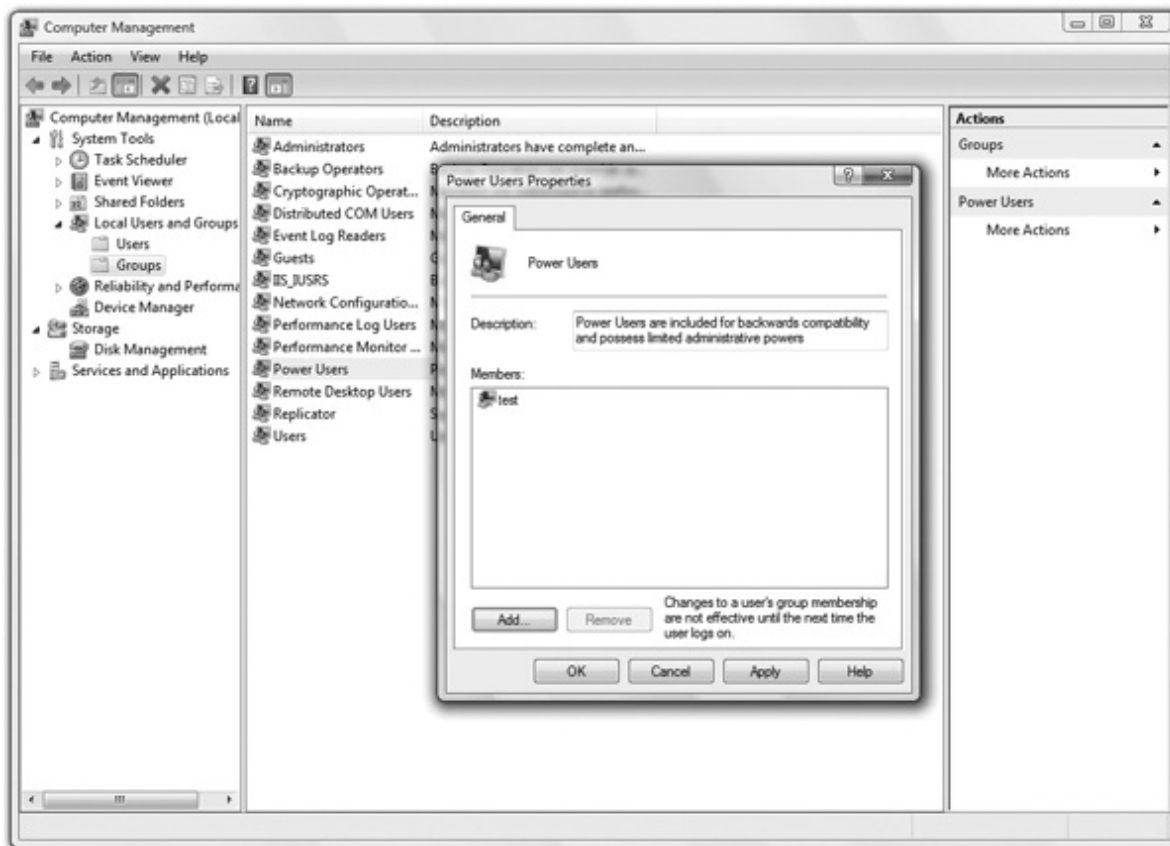 Computer Management
File Action View Help
Computer Management (Local
System Tools
Task Scheduler
Event Viewer
Shared Folders
Local Users and Groups
Users
Groups
Reliability and Performa
Device Manager
Storage
Disk Management
Services and Applications
Name Description
Administrators Administrators have complete an...
Backup Operators
Cryptographic Operat...
Distributed COM Users
Event Log Readers
Guests
IIS_IUSRS
Network Configuratio...
Performance Log Users
Performance Monitor ...
Power Users
Remote Desktop Users
Replicator
Users
Power Users Properties
General
Power Users
Description:
Power Users are included for backwards compatibility
and possess limited administrative powers
Members:
test
Add...
Remove
Changes to a user's group membership
are not effective until the next time the
user logs on.
OK Cancel Apply Help
Actions
Groups
More Actions
Power Users
More Actions